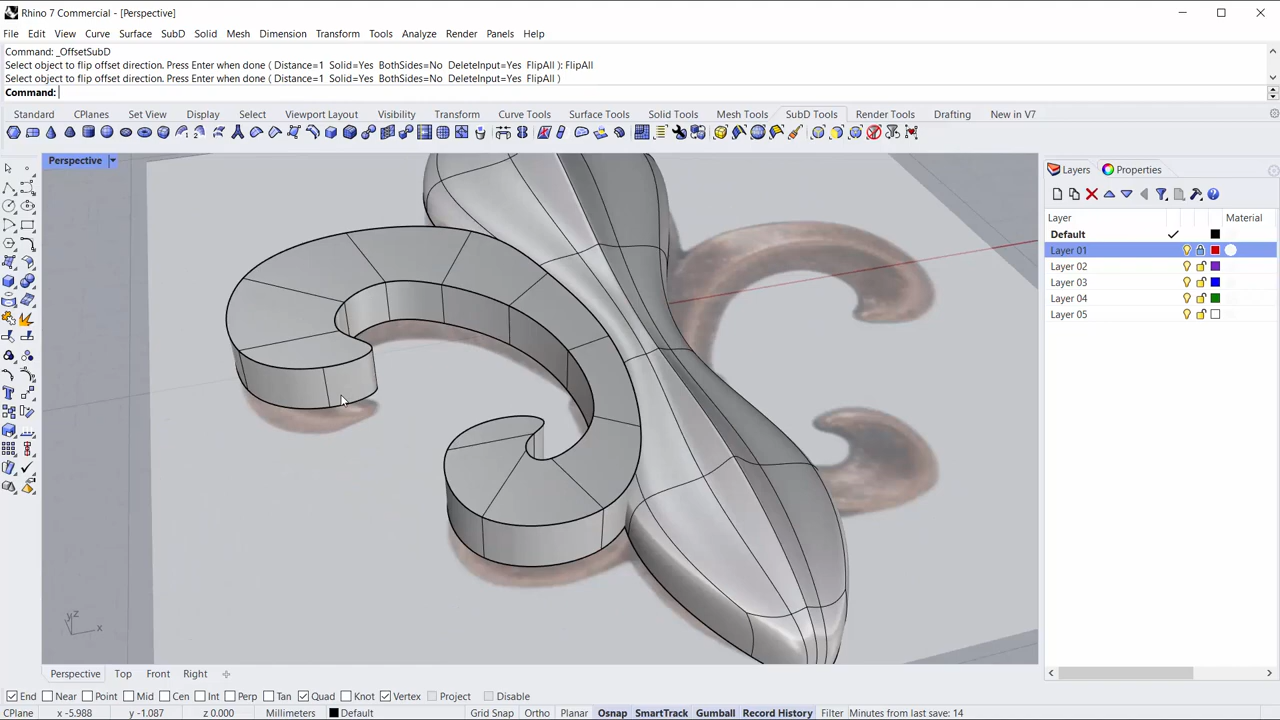 Rhino 7 Commercial - [Perspective]
File Edit View Curve Surface SubD Solid Mesh Dimension Transform Tools Analyze Render Panels Help
Command: _OffsetSubD
Select object to flip offset direction. Press Enter when done ( Distance=1 Solid=Yes BothSides=No DeleteInput=Yes FlipAll ): FlipAll
Select object to flip offset direction. Press Enter when done ( Distance=1 Solid=Yes BothSides=No DeleteInput=Yes FlipAll )
Command:
Standard CPlanes Set View Display Select Viewport Layout Visibility Transform Curve Tools Surface Tools Solid Tools Mesh Tools SubD Tools Render Tools Drafting New in V7
Perspective
Layers Properties
Layer Material
Default
Layer 01
Layer 02
Layer 03
Layer 04
Layer 05
z
y
x
Perspective Top Front Right
End Near Point Mid Cen Int Perp Tan Quad Knot Vertex Project Disable
CPlane x -5.988 y -1.087 z 0.000 Millimeters Default Grid Snap Ortho Planar Osnap SmartTrack Gumball Record History Filter Minutes from last save: 14